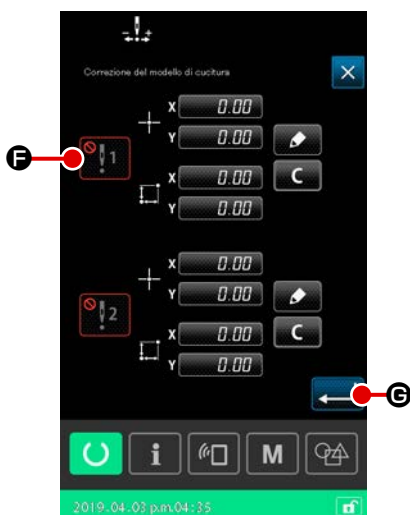 Correzione del modello di cucitura
X 0.00
F
1
Y 0.00
C
X 0.00
Y 0.00
X 0.00
2
Y 0.00
C
X 0.00
Y 0.00
G
i
M
2019.04.03 p.m.04:35